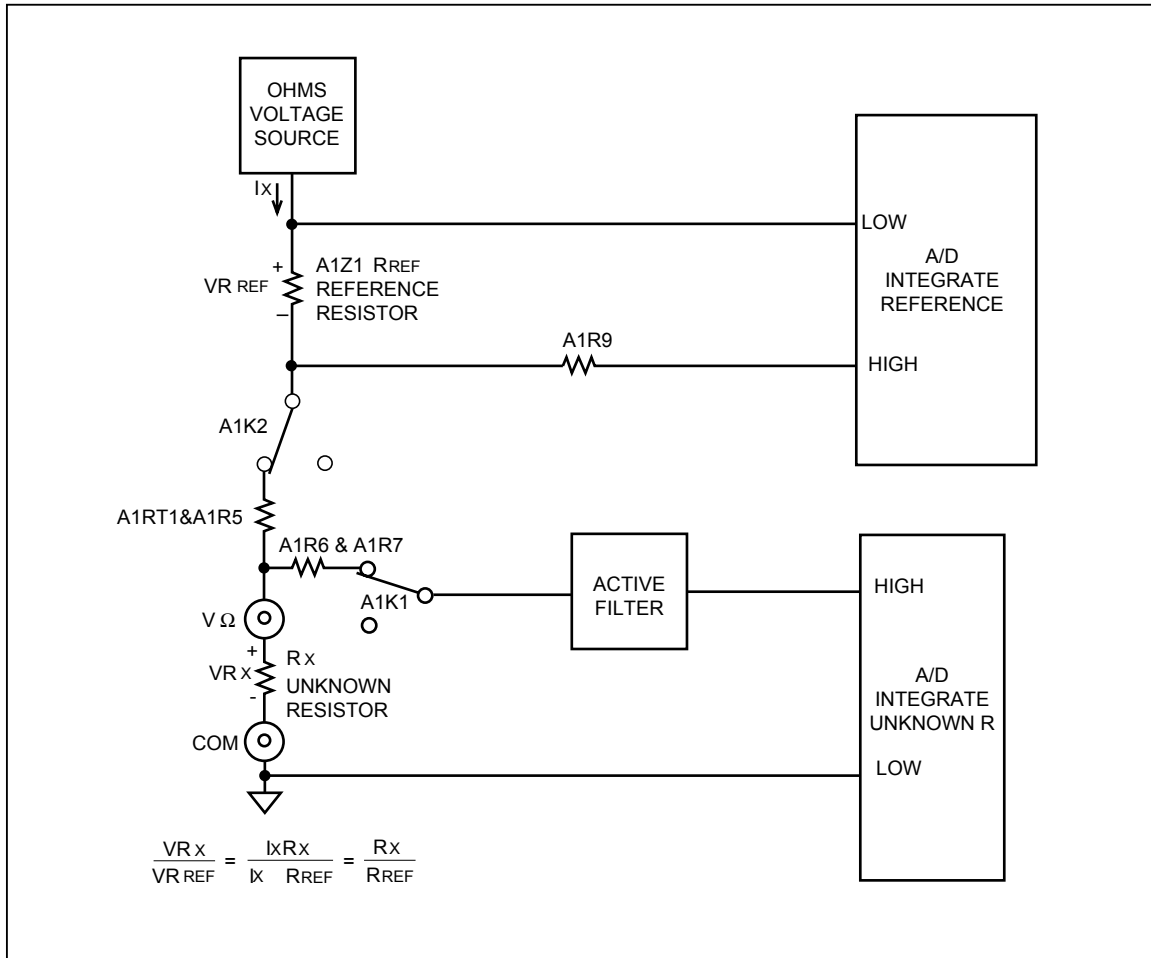 OHMS
VOLTAGE
SOURCE
IX
LOW
A/D
INTEGRATE
REFERENCE
HIGH
+
VR REF
–
A1Z1 RREF
REFERENCE
RESISTOR
A1R9
A1K2
A1RT1&A1R5
A1R6 & A1R7
A1K1
ACTIVE
FILTER
HIGH
A/D
INTEGRATE
UNKNOWN R
LOW
V Ω
+
VR X
-
RX
UNKNOWN
RESISTOR
COM
VR X / VR REF = IXRX / IX RREF = RX / RREF